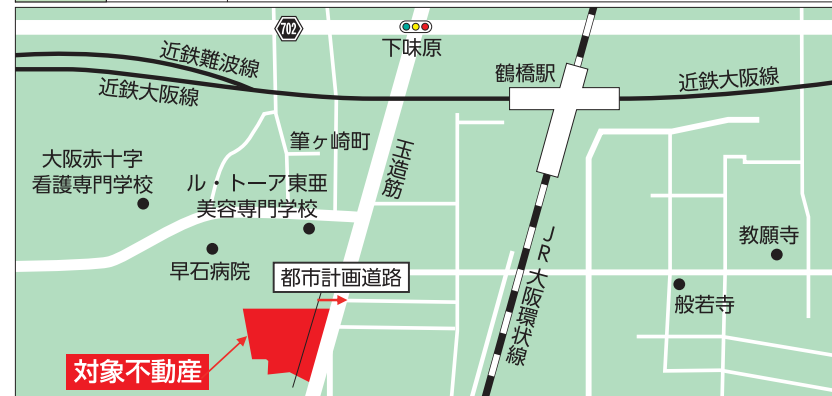 702
下味原
近鉄難波線
鶴橋駅
近鉄大阪線
近鉄大阪線
筆ヶ崎町
玉造筋
大阪赤十字
看護専門学校
ル・トーア東亜
美容専門学校
早石病院
都市計画道路
JR大阪環状線
教願寺
般若寺
対象不動産